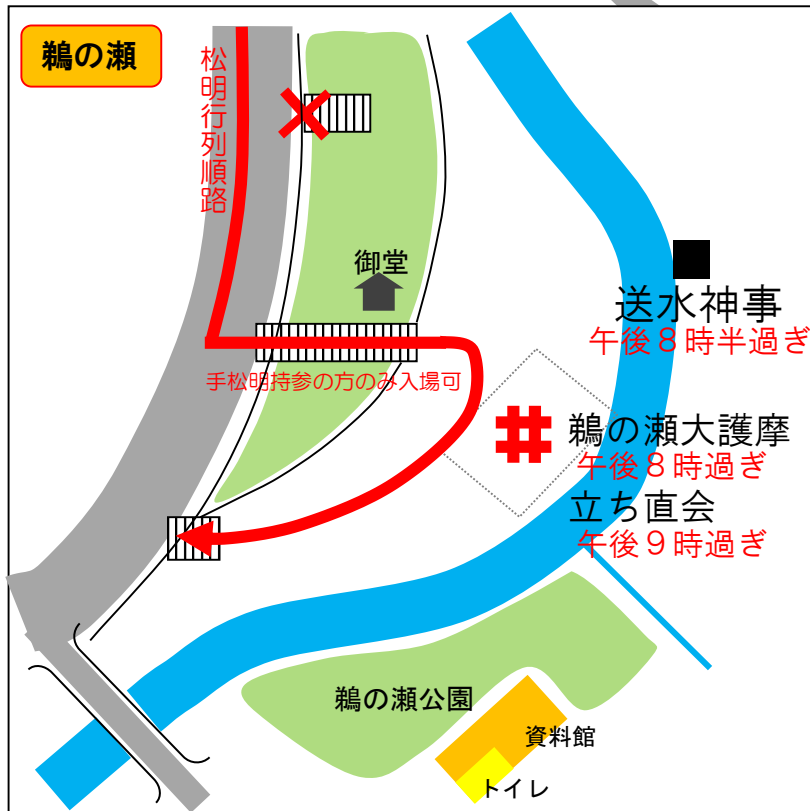 鵜の瀬
松明行列順路
御堂
送水神事
午後８時半過ぎ
手松明持参の方のみ入場可
鵜の瀬大護摩
午後８時過ぎ
立ち直会
午後９時過ぎ
鵜の瀬公園
資料館
トイレ